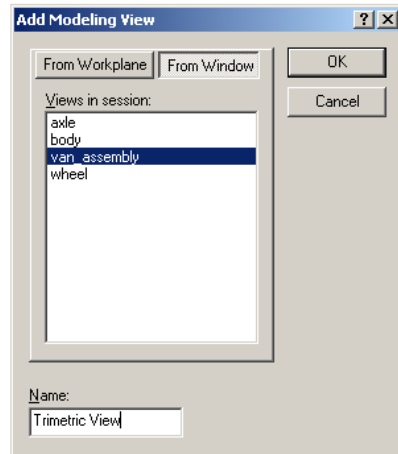 Add Modeling View
From Workplane From Window
OK
Views in session:
Cancel
axle
body
van_assembly
wheel
Name:
Trimetric View